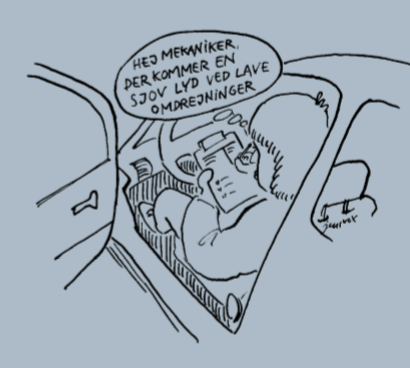 HEJ MEKANIKER.
DER KOMMER EN
SJOV LYD VED LAVE
OMDREJNINGER